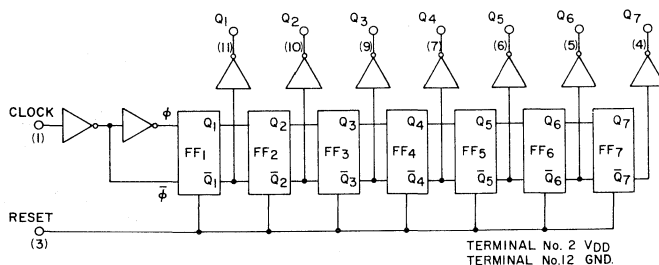 Q1 Q2 Q3 Q4 Q5 Q6 Q7
(11) (10) (9) (7) (6) (5) (4)
CLOCK
(1)
ϕ
Q1 Q2 Q3 Q4 Q5 Q6 Q7
FF1 FF2 FF3 FF4 FF5 FF6 FF7
Q̅1 Q̅2 Q̅3 Q̅4 Q̅5 Q̅6 Q̅7
ϕ̅
RESET
(3)
TERMINAL No. 2 VDD
TERMINAL No.12 GND.